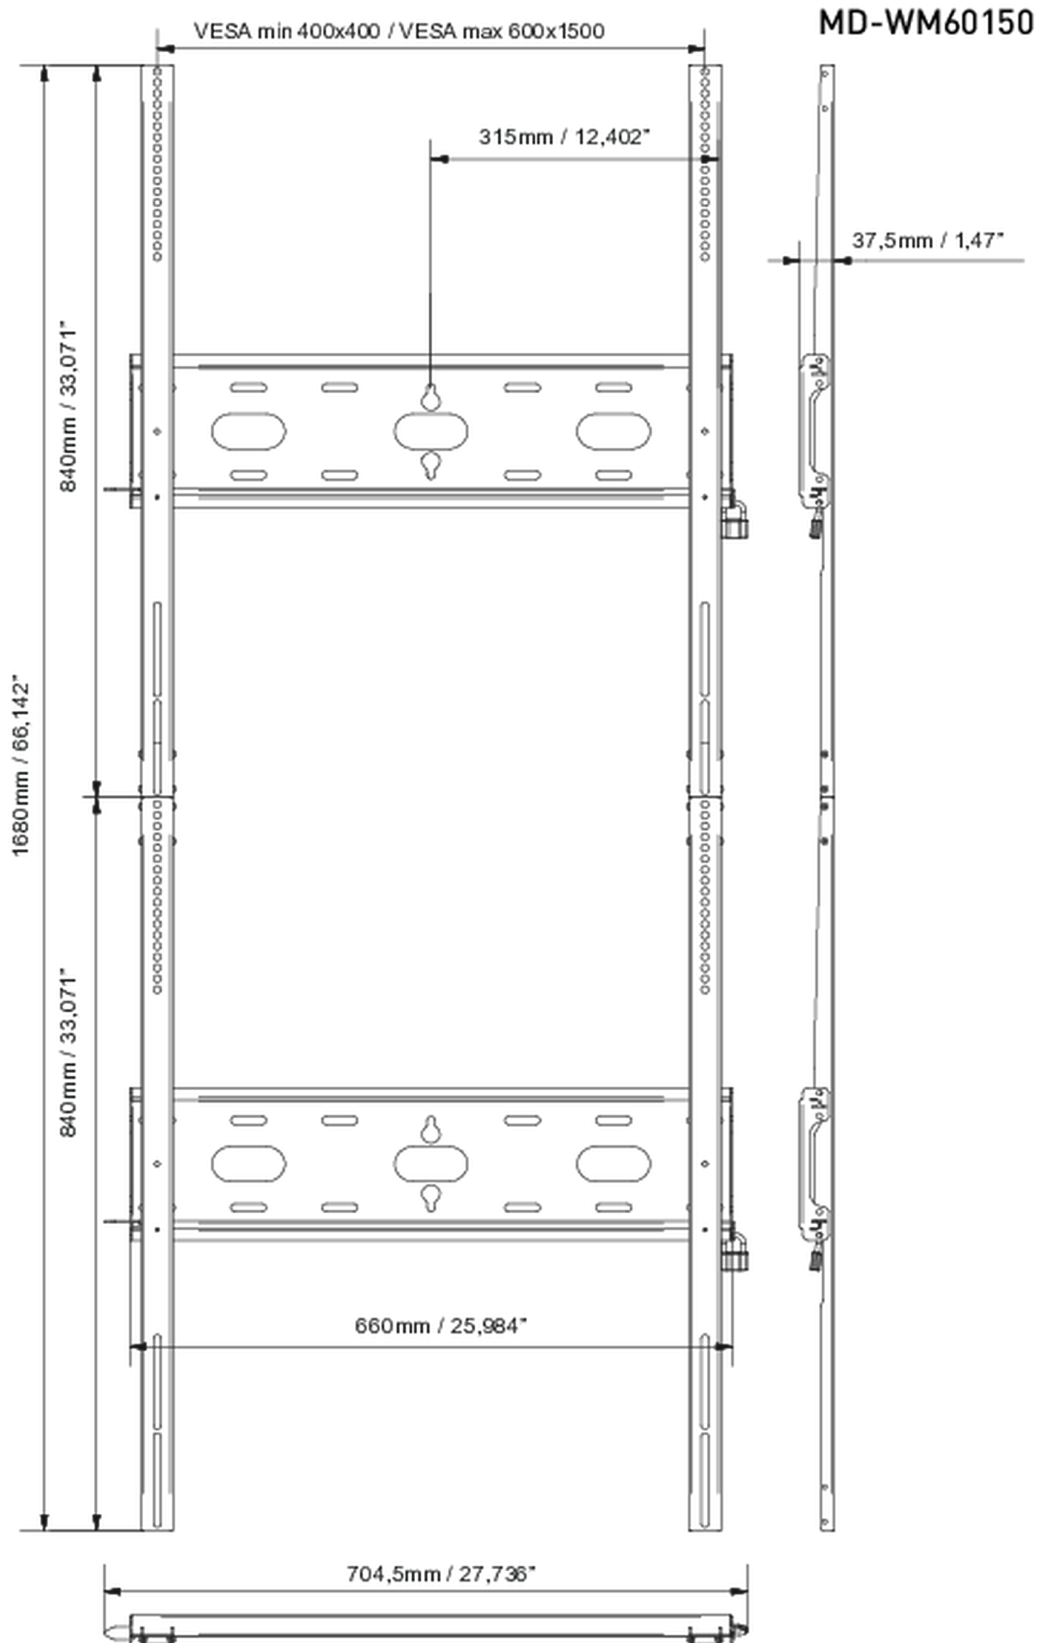 MD-WM60150
VESA min 400x400 / VESA max 600x1500
315mm / 12,402"
37,5mm / 1,47"
840mm / 33,071"
1680mm / 66,142"
840mm / 33,071"
660mm / 25,984"
704,5mm / 27,736"